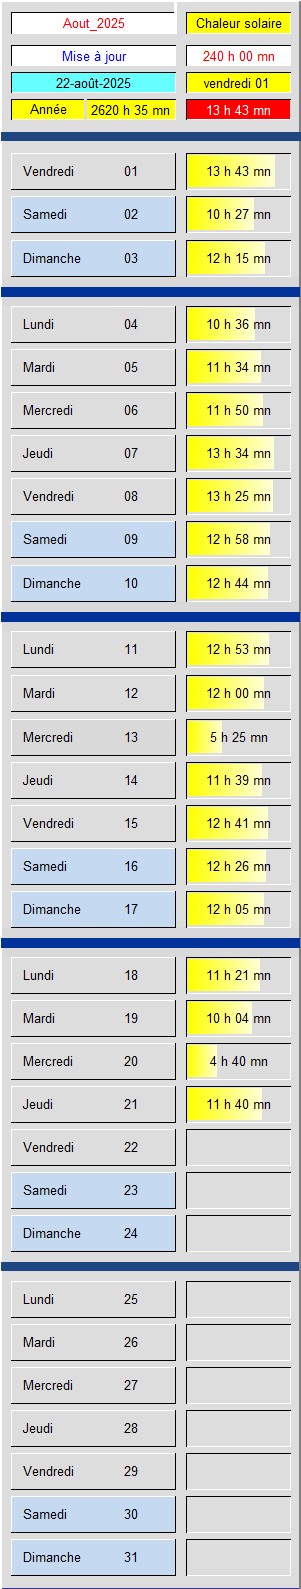 Aout_2025 Chaleur solaire
Mise à jour 240 h 00 mn
22-août-2025 vendredi 01
Année 2620 h 35 mn 13 h 43 mn
Vendredi 01 13 h 43 mn
Samedi 02 10 h 27 mn
Dimanche 03 12 h 15 mn
Lundi 04 10 h 36 mn
Mardi 05 11 h 34 mn
Mercredi 06 11 h 50 mn
Jeudi 07 13 h 34 mn
Vendredi 08 13 h 25 mn
Samedi 09 12 h 58 mn
Dimanche 10 12 h 44 mn
Lundi 11 12 h 53 mn
Mardi 12 12 h 00 mn
Mercredi 13 5 h 25 mn
Jeudi 14 11 h 39 mn
Vendredi 15 12 h 41 mn
Samedi 16 12 h 26 mn
Dimanche 17 12 h 05 mn
Lundi 18 11 h 21 mn
Mardi 19 10 h 04 mn
Mercredi 20 4 h 40 mn
Jeudi 21 11 h 40 mn
Vendredi 22
Samedi 23
Dimanche 24
Lundi 25
Mardi 26
Mercredi 27
Jeudi 28
Vendredi 29
Samedi 30
Dimanche 31